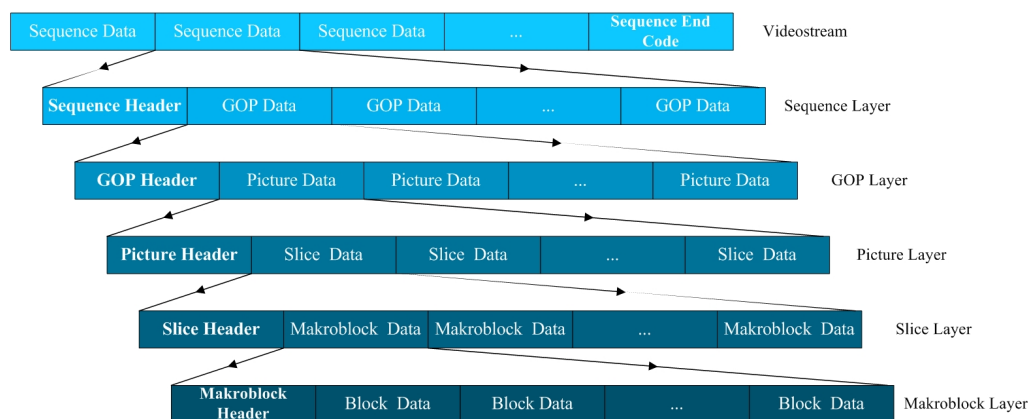 Sequence Data Sequence Data Sequence Data ... Sequence End Code Videostream
Sequence Header GOP Data GOP Data ... GOP Data Sequence Layer
GOP Header Picture Data Picture Data ... Picture Data GOP Layer
Picture Header Slice Data Slice Data ... Slice Data Picture Layer
Slice Header Makroblock Data Makroblock Data ... Makroblock Data Slice Layer
Makroblock Header Block Data Block Data ... Block Data Makroblock Layer